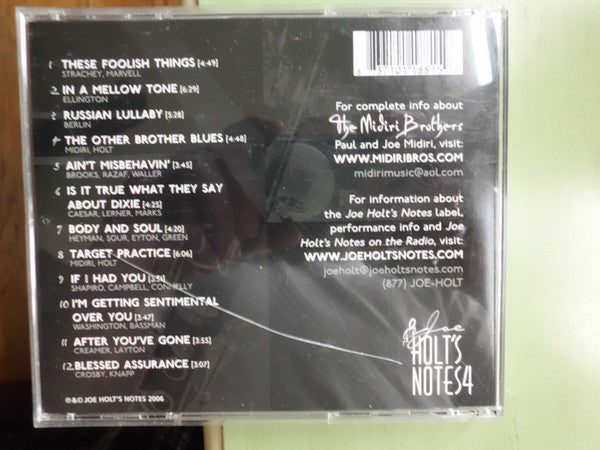 1 THESE FOOLISH THINGS [4:49]
STRACHEY, MARVELL
2 IN A MELLOW TONE [6:29]
ELLINGTON
3 RUSSIAN LULLABY [5:28]
BERLIN
4 THE OTHER BROTHER BLUES [4:48]
MIDIRI, HOLT
5 AIN'T MISBEHAVIN' [3:45]
BROOKS, RAZAF, WALLER
6 IS IT TRUE WHAT THEY SAY
ABOUT DIXIE [4:25]
CAESAR, LERNER, MARKS
7 BODY AND SOUL [4:20]
HEYMAN, SOUR, EYTON, GREEN
8 TARGET PRACTICE [6:06]
MIDIRI, HOLT
9 IF I HAD YOU
SHAPIRO, CAMPBELL, CONNELLY
10 I'M GETTING SENTIMENTAL
OVER YOU [3:47]
WASHINGTON, BASSMAN
11 AFTER YOU'VE GONE [3:53]
CREAMER, LAYTON
12 BLESSED ASSURANCE [3:07]
CROSBY, KNAPP
℗&© JOE HOLT'S NOTES 2006
For complete info about
The Midiri Brothers
Paul and Joe Midiri, visit:
WWW.MIDIRIBROS.COM
midirimusic@aol.com
For information about
the Joe Holt's Notes label,
performance info and Joe
Holt's Notes on the Radio, visit:
WWW.JOEHOLTSNOTES.COM
joeholt@joeholtsnotes.com
(877) JOE-HOLT
Joe
HOLT'S
NOTES4